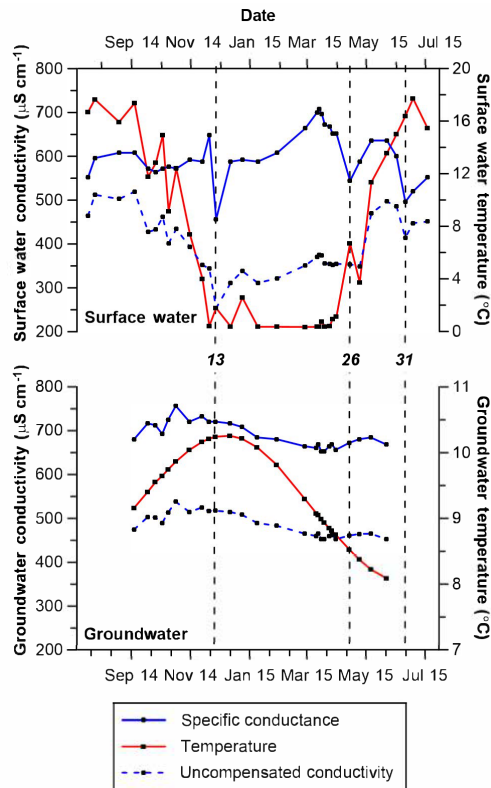 Date
Sep 14 Nov 14 Jan 15 Mar 15 May 15 Jul 15
Surface water conductivity (µS cm⁻¹)
800
700
600
500
400
300
200
20
16
12
8
4
0
Surface water temperature (°C)
Surface water
13 26 31
Groundwater conductivity (µS cm⁻¹)
800
700
600
500
400
300
200
11
10
9
8
7
Groundwater temperature (°C)
Groundwater
Sep 14 Nov 14 Jan 15 Mar 15 May 15 Jul 15
Specific conductance
Temperature
Uncompensated conductivity